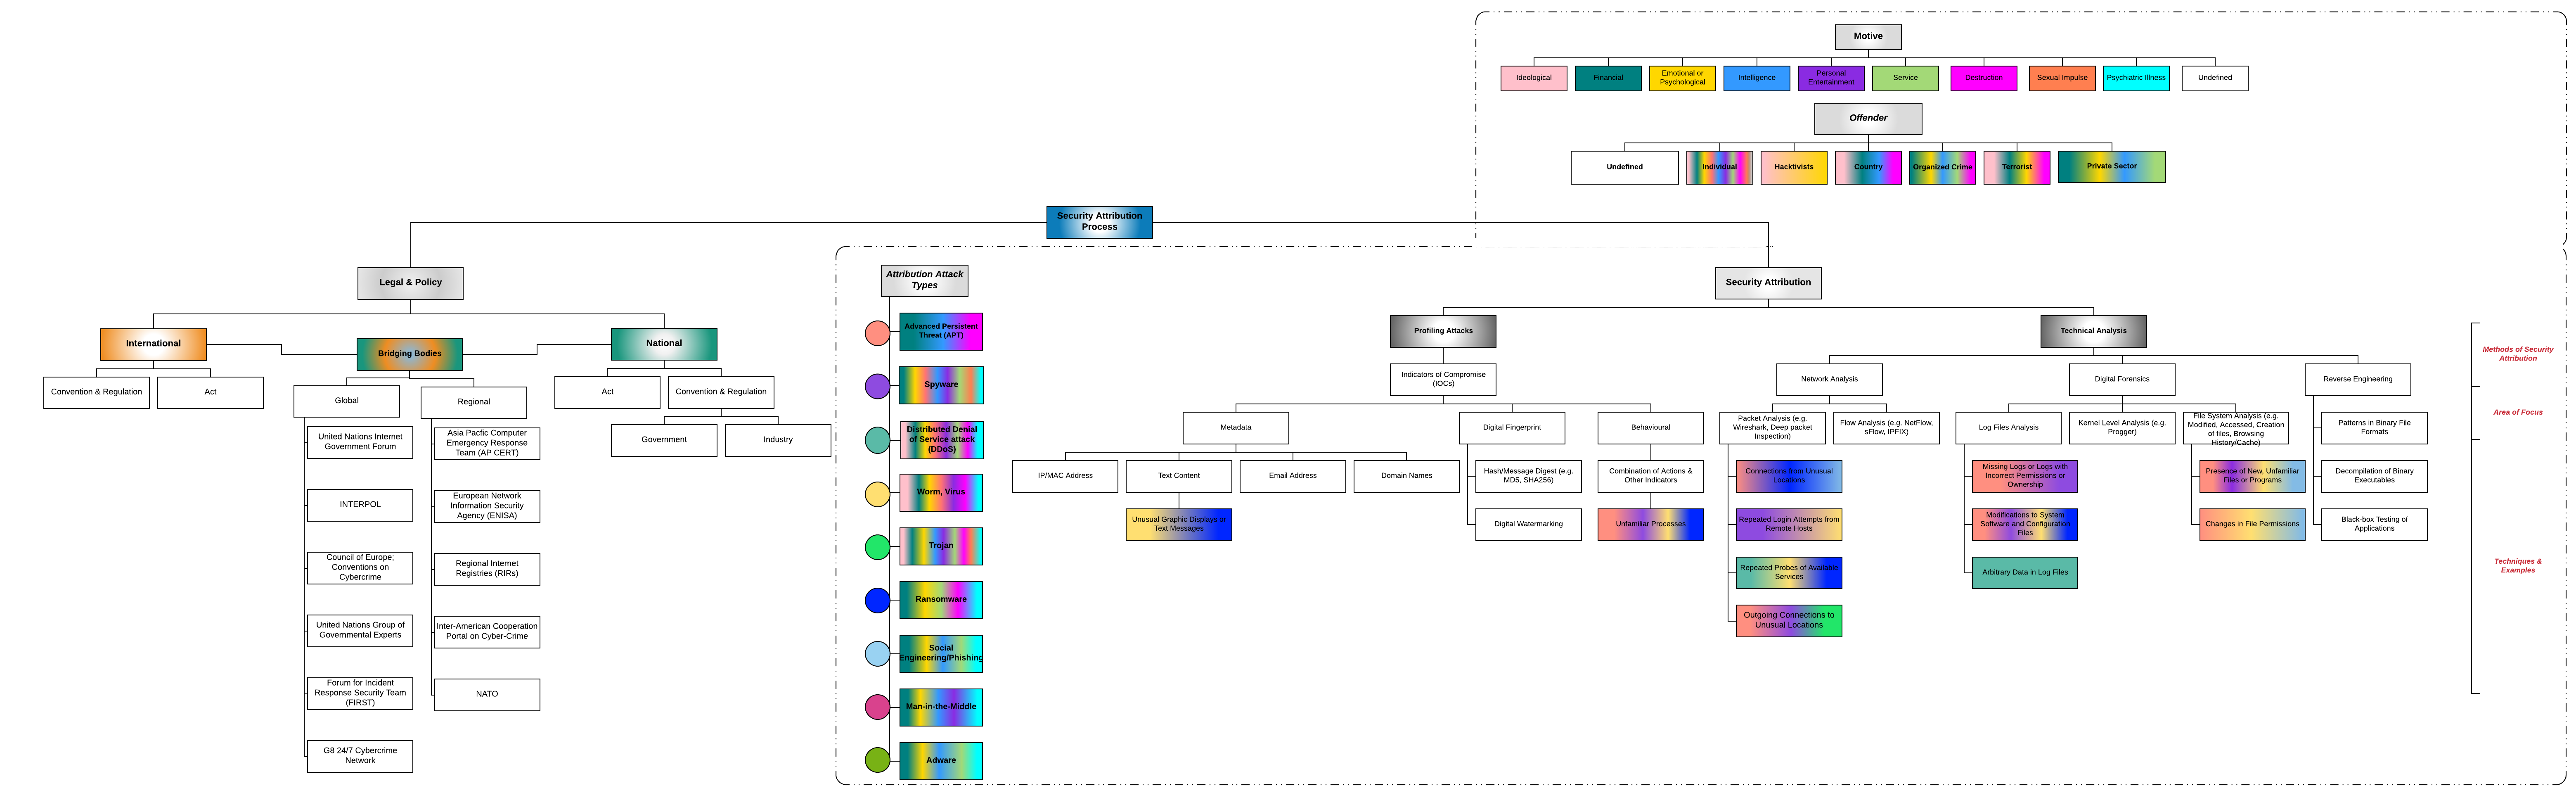 Motive
Ideological
Financial
Emotional or
Psychological
Intelligence
Personal
Entertainment
Service
Destruction
Sexual Impulse
Psychiatric Illness
Undefined
Offender
Undefined
Individual
Hacktivists
Country
Organized Crime
Terrorist
Private Sector
Security Attribution
Process
Legal & Policy
International
Bridging Bodies
National
Convention & Regulation
Act
Global
Regional
Act
Convention & Regulation
Government
Industry
United Nations Internet
Government Forum
INTERPOL
Council of Europe;
Conventions on
Cybercrime
United Nations Group of
Governmental Experts
Forum for Incident
Response Security Team
(FIRST)
G8 24/7 Cybercrime
Network
Asia Pacfic Computer
Emergency Response
Team (AP CERT)
European Network
Information Security
Agency (ENISA)
Regional Internet
Registries (RIRs)
Inter-American Cooperation
Portal on Cyber-Crime
NATO
Attribution Attack
Types
Advanced Persistent
Threat (APT)
Spyware
Distributed Denial
of Service attack
(DDoS)
Worm, Virus
Trojan
Ransomware
Social
Engineering/Phishing
Man-in-the-Middle
Adware
Security Attribution
Profiling Attacks
Technical Analysis
Indicators of Compromise
(IOCs)
Metadata
Digital Fingerprint
Behavioural
IP/MAC Address
Text Content
Email Address
Domain Names
Unusual Graphic Displays or
Text Messages
Hash/Message Digest (e.g.
MD5, SHA256)
Digital Watermarking
Combination of Actions &
Other Indicators
Unfamiliar Processes
Network Analysis
Digital Forensics
Reverse Engineering
Packet Analysis (e.g.
Wireshark, Deep packet
Inspection)
Flow Analysis (e.g. NetFlow,
sFlow, IPFIX)
Connections from Unusual
Locations
Repeated Login Attempts from
Remote Hosts
Repeated Probes of Available
Services
Outgoing Connections to
Unusual Locations
Log Files Analysis
Kernel Level Analysis (e.g.
Progger)
File System Analysis (e.g.
Modified, Accessed, Creation
of files, Browsing
History/Cache)
Missing Logs or Logs with
Incorrect Permissions or
Ownership
Modifications to System
Software and Configuration
Files
Arbitrary Data in Log Files
Presence of New, Unfamiliar
Files or Programs
Changes in File Permissions
Patterns in Binary File
Formats
Decompilation of Binary
Executables
Black-box Testing of
Applications
Methods of Security
Attribution
Area of Focus
Techniques &
Examples